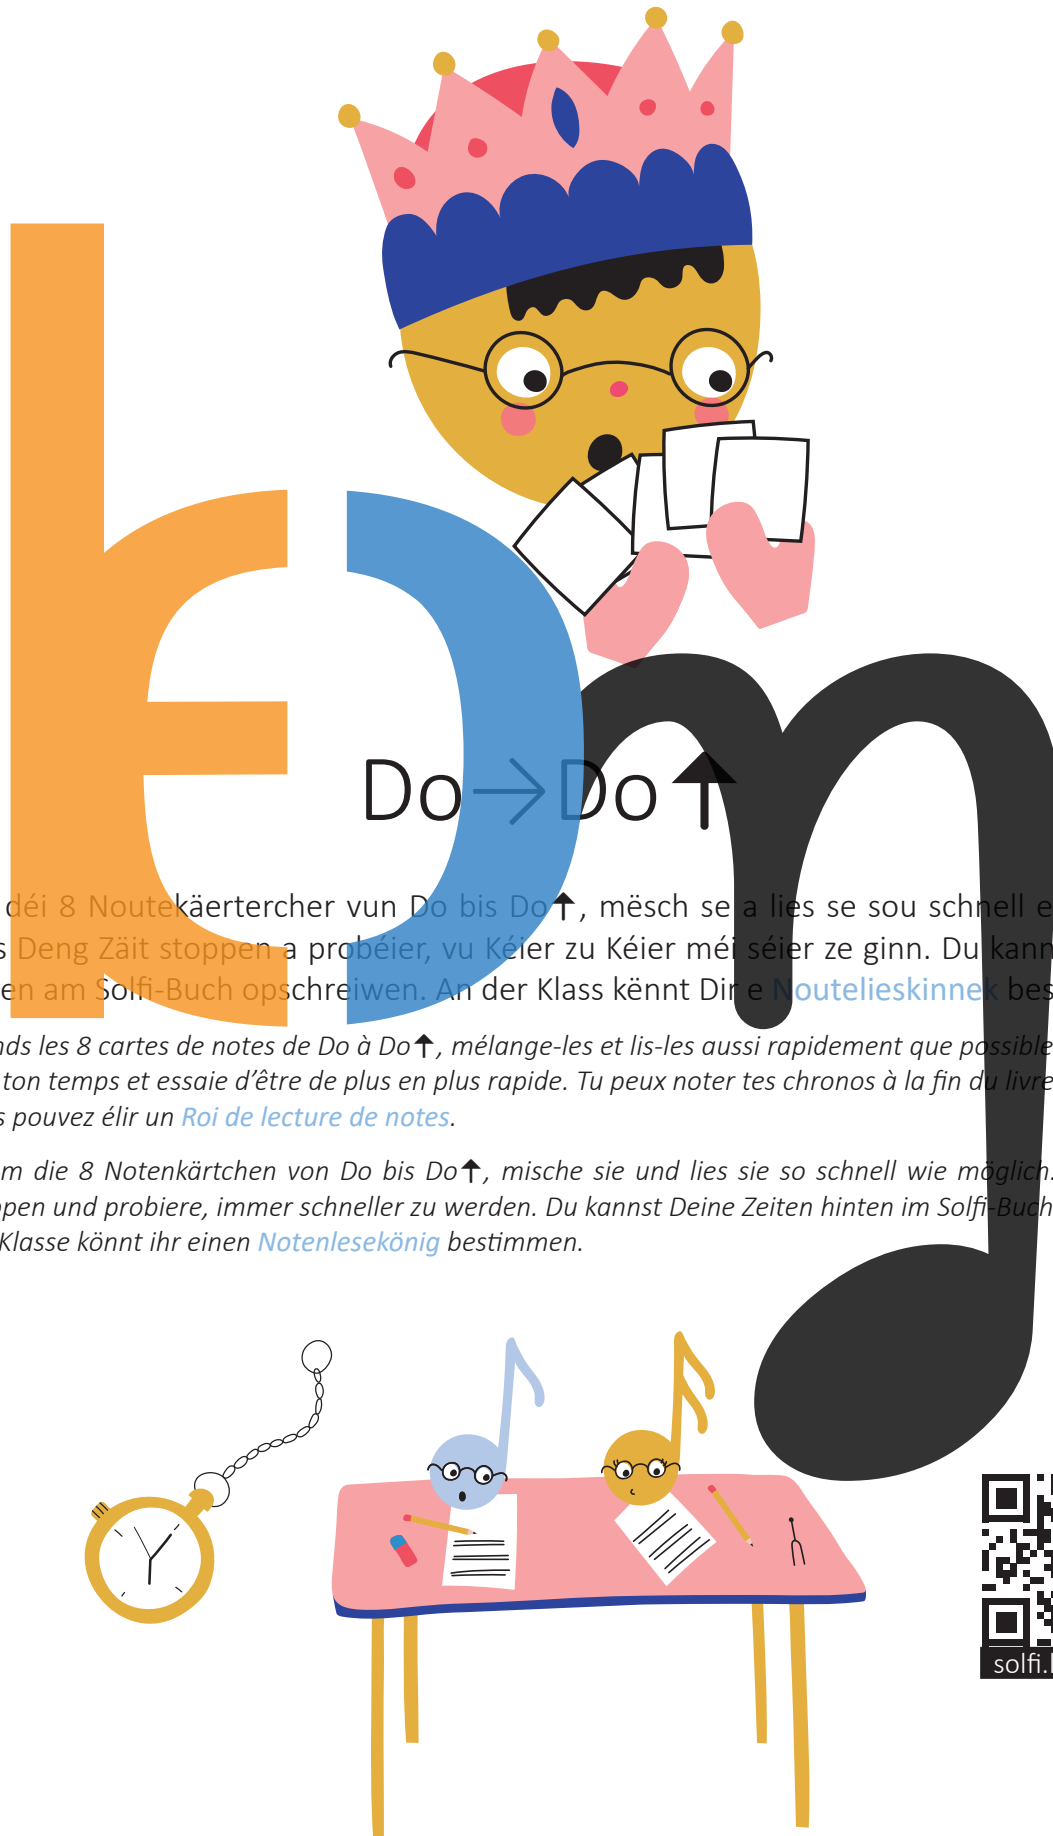 Do→Do↑
déi 8 Noutekäertercher vun Do bis Do↑, mësch se a lies se sou schnell
Deng Zäit stoppen a probéier, vu Kéier zu Kéier méi séier ze ginn. Du kann
en am Solfi-Buch opschreiwen. An der Klass kënnt Dir e Noutelieskinnek bes
nds les 8 cartes de notes de Do à Do↑, mélange-les et lis-les aussi rapidement que possible
ton temps et essaie d’être de plus en plus rapide. Tu peux noter tes chronos à la fin du livre
s pouvez élir un Roi de lecture de notes.
m die 8 Notenkärtchen von Do bis Do↑, mische sie und lies sie so schnell wie möglich.
ppen und probiere, immer schneller zu werden. Du kannst Deine Zeiten hinten im Solfi-Buch
Klasse könnt ihr einen Notenlesekönig bestimmen.
solfi.l